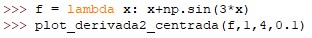 >>> f = lambda x: x+np.sin(3*x)
>>> plot_derivada2_centrada(f,1,4,0.1)